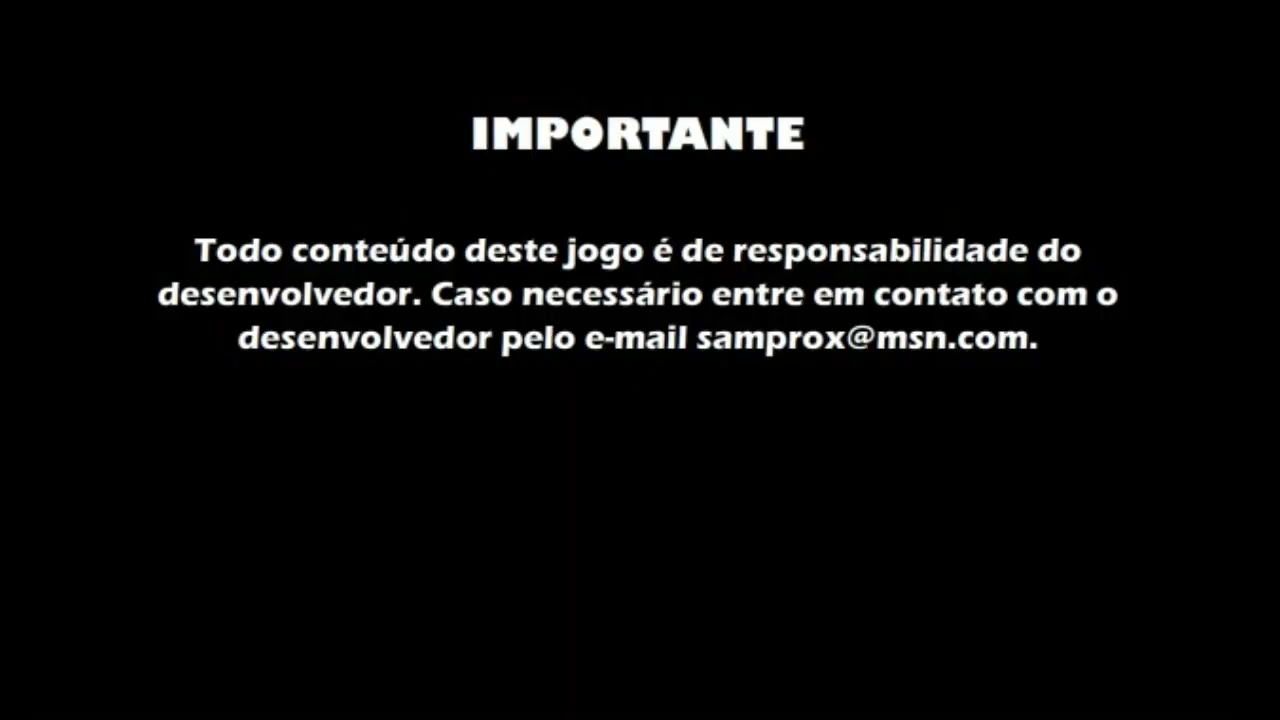 IMPORTANTE
Todo conteúdo deste jogo é de responsabilidade do
desenvolvedor. Caso necessário entre em contato com o
desenvolvedor pelo e-mail samprox@msn.com.